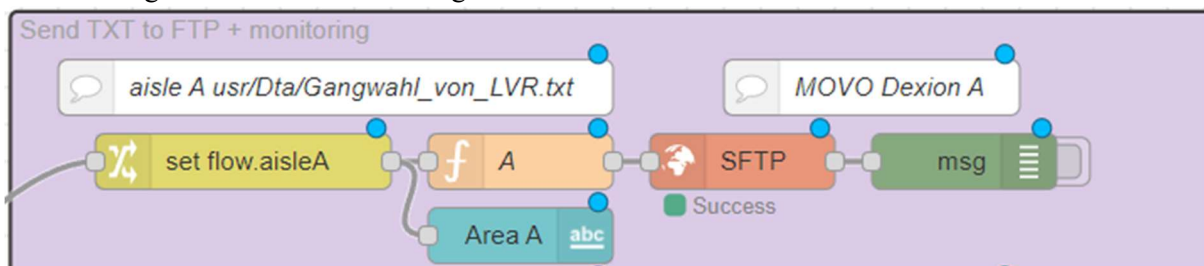 Send TXT to FTP + monitoring
aisle A usr/Dta/Gangwahl_von_LVR.txt
MOVO Dexion A
set flow.aisleA
A
SFTP
msg
Success
Area A
abc